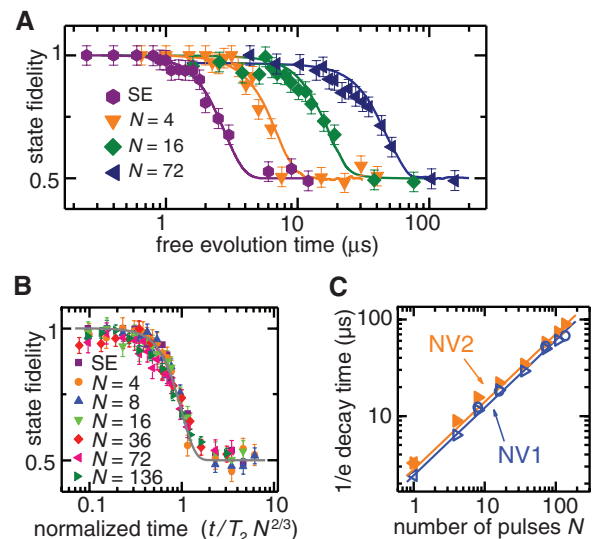 A
state fidelity
1
0.5
SE
N = 4
N = 16
N = 72
1 10 100
free evolution time (μs)
B
state fidelity
1
0.5
SE
N = 4
N = 8
N = 16
N = 36
N = 72
N = 136
0.1 1 10
normalized time (t/T₂ N^2/3)
C
1/e decay time (μs)
100
10
NV2
NV1
1 10 100
number of pulses N